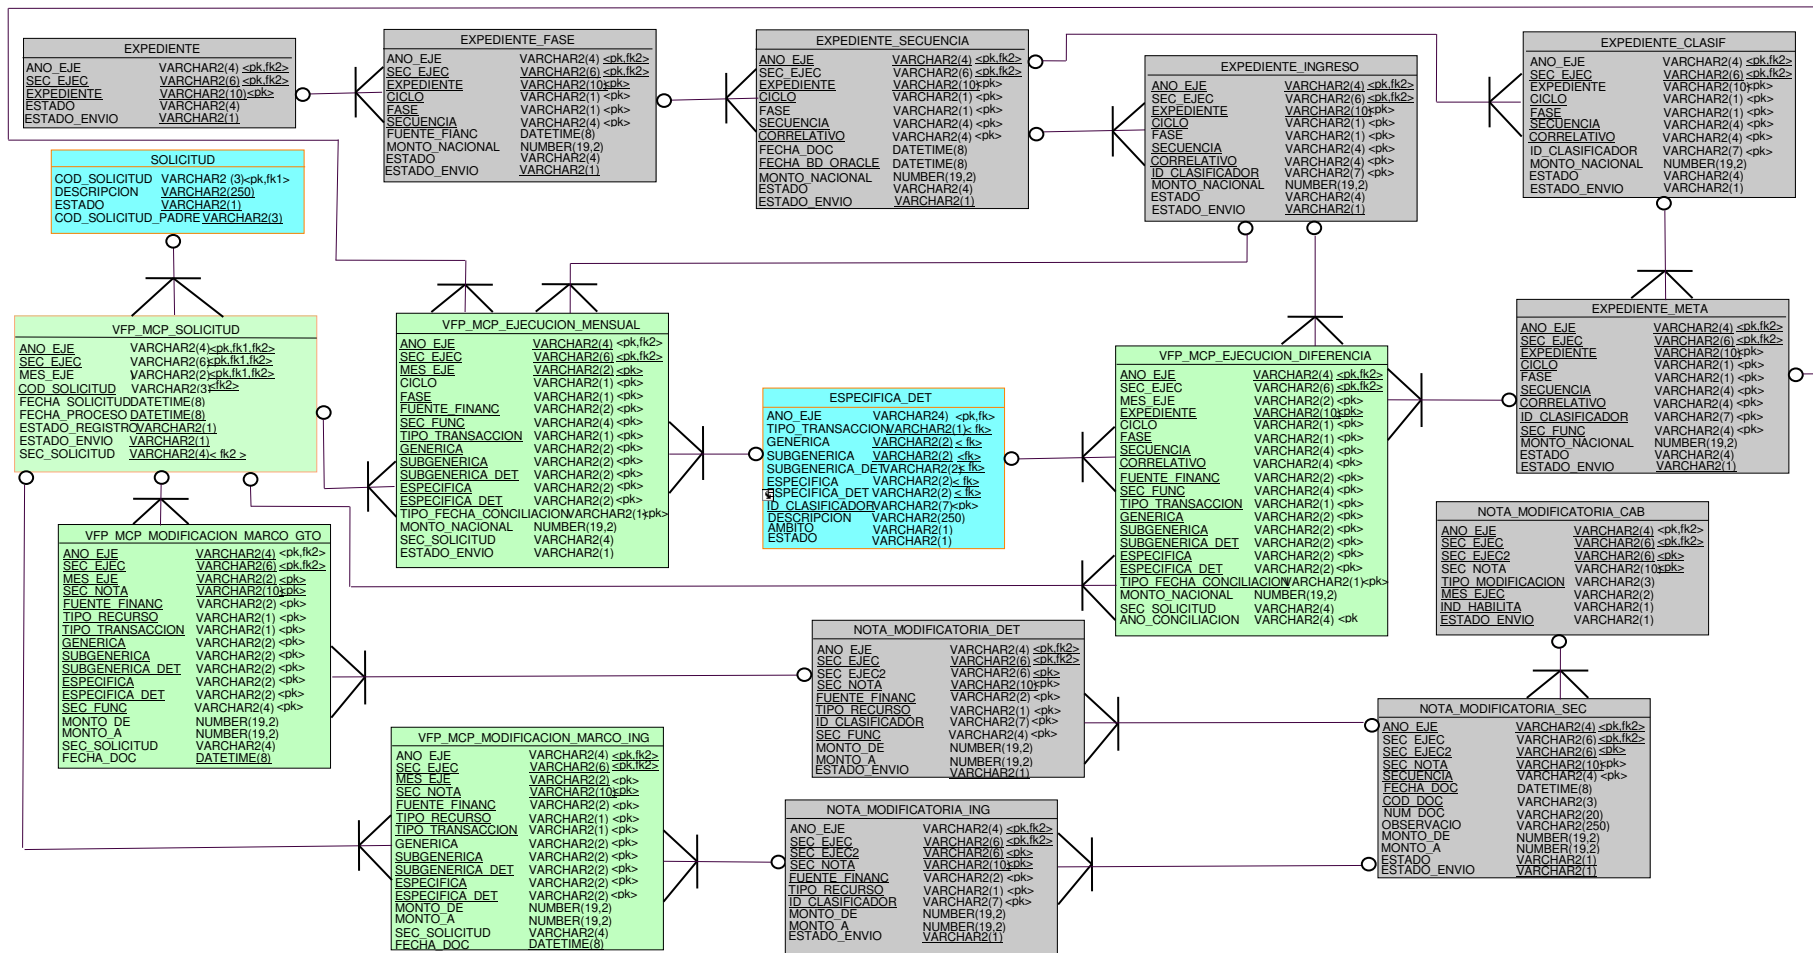 EXPEDIENTE
ANO_EJE VARCHAR2(4) <pk,fk2>
SEC_EJEC VARCHAR2(6) <pk,fk2>
EXPEDIENTE VARCHAR2(10)<pk>
ESTADO VARCHAR2(4)
ESTADO_ENVIO VARCHAR2(1)
EXPEDIENTE_FASE
ANO_EJE VARCHAR2(4) <pk,fk2>
SEC_EJEC VARCHAR2(6) <pk,fk2>
EXPEDIENTE VARCHAR2(10)<pk>
CICLO VARCHAR2(1) <pk>
FASE VARCHAR2(1) <pk>
SECUENCIA VARCHAR2(4) <pk>
FUENTE_FIANC DATETIME(8)
MONTO_NACIONAL NUMBER(19,2)
ESTADO VARCHAR2(4)
ESTADO_ENVIO VARCHAR2(1)
EXPEDIENTE_SECUENCIA
ANO_EJE VARCHAR2(4) <pk,fk2>
SEC_EJEC VARCHAR2(6) <pk,fk2>
EXPEDIENTE VARCHAR2(10)<pk>
CICLO VARCHAR2(1) <pk>
FASE VARCHAR2(1) <pk>
SECUENCIA VARCHAR2(4) <pk>
CORRELATIVO VARCHAR2(4) <pk>
FECHA_DOC DATETIME(8)
FECHA_BD_ORACLE DATETIME(8)
MONTO_NACIONAL NUMBER(19,2)
ESTADO VARCHAR2(4)
ESTADO_ENVIO VARCHAR2(1)
EXPEDIENTE_INGRESO
ANO_EJE VARCHAR2(4) <pk,fk2>
SEC_EJEC VARCHAR2(6) <pk,fk2>
EXPEDIENTE VARCHAR2(10)<pk>
CICLO VARCHAR2(1) <pk>
FASE VARCHAR2(1) <pk>
SECUENCIA VARCHAR2(4) <pk>
CORRELATIVO VARCHAR2(4) <pk>
ID_CLASIFICADOR VARCHAR2(7) <pk>
MONTO_NACIONAL NUMBER(19,2)
ESTADO VARCHAR2(4)
ESTADO_ENVIO VARCHAR2(1)
EXPEDIENTE_CLASIF
ANO_EJE VARCHAR2(4) <pk,fk2>
SEC_EJEC VARCHAR2(6) <pk,fk2>
EXPEDIENTE VARCHAR2(10)<pk>
CICLO VARCHAR2(1) <pk>
FASE VARCHAR2(1) <pk>
SECUENCIA VARCHAR2(4) <pk>
CORRELATIVO VARCHAR2(4) <pk>
ID_CLASIFICADOR VARCHAR2(7) <pk>
MONTO_NACIONAL NUMBER(19,2)
ESTADO VARCHAR2(4)
ESTADO_ENVIO VARCHAR2(1)
SOLICITUD
COD_SOLICITUD VARCHAR2 (3)<pk,fk1>
DESCRIPCION VARCHAR2(250)
ESTADO VARCHAR2(1)
COD_SOLICITUD_PADRE VARCHAR2(3)
VFP_MCP_SOLICITUD
ANO_EJE VARCHAR2(4)<pk,fk1,fk2>
SEC_EJEC VARCHAR2(6)<pk,fk1,fk2>
MES_EJE VARCHAR2(2)<pk,fk1,fk2>
COD_SOLICITUD VARCHAR2(3)<fk2>
FECHA_SOLICITUD DATETIME(8)
FECHA_PROCESO DATETIME(8)
ESTADO_REGISTRO VARCHAR2(1)
ESTADO_ENVIO VARCHAR2(1)
SEC_SOLICITUD VARCHAR2(4)< fk2 >
VFP_MCP_EJECUCION_MENSUAL
ANO_EJE VARCHAR2(4) <pk,fk2>
SEC_EJEC VARCHAR2(6) <pk,fk2>
MES_EJE VARCHAR2(2) <pk>
CICLO VARCHAR2(1) <pk>
FASE VARCHAR2(1) <pk>
FUENTE_FINANC VARCHAR2(2) <pk>
SEC_FUNC VARCHAR2(4) <pk>
TIPO_TRANSACCION VARCHAR2(1) <pk>
GENERICA VARCHAR2(2) <pk>
SUBGENERICA VARCHAR2(2) <pk>
SUBGENERICA_DET VARCHAR2(2) <pk>
ESPECIFICA VARCHAR2(2) <pk>
ESPECIFICA_DET VARCHAR2(2) <pk>
TIPO_FECHA_CONCILIACION VARCHAR2(1)<pk>
MONTO_NACIONAL NUMBER(19,2)
SEC_SOLICITUD VARCHAR2(4)
ESTADO_ENVIO VARCHAR2(1)
ESPECIFICA_DET
ANO_EJE VARCHAR24) <pk,fk>
TIPO_TRANSACCION VARCHAR2(1)< fk>
GENERICA VARCHAR2(2) < fk>
SUBGENERICA VARCHAR2(2) <fk>
SUBGENERICA_DET VARCHAR2(2)< fk>
ESPECIFICA VARCHAR2(2)< fk>
ESPECIFICA_DET VARCHAR2(2) < fk>
ID_CLASIFICADOR VARCHAR2(7)<pk>
DESCRIPCION VARCHAR2(250)
AMBITO VARCHAR2(1)
ESTADO VARCHAR2(1)
VFP_MCP_EJECUCION_DIFERENCIA
ANO_EJE VARCHAR2(4) <pk,fk2>
SEC_EJEC VARCHAR2(6) <pk,fk2>
MES_EJE VARCHAR2(2) <pk>
EXPEDIENTE VARCHAR2(10)<pk>
CICLO VARCHAR2(1) <pk>
FASE VARCHAR2(1) <pk>
SECUENCIA VARCHAR2(4) <pk>
CORRELATIVO VARCHAR2(4) <pk>
FUENTE_FINANC VARCHAR2(2) <pk>
SEC_FUNC VARCHAR2(4) <pk>
TIPO_TRANSACCION VARCHAR2(1) <pk>
GENERICA VARCHAR2(2) <pk>
SUBGENERICA VARCHAR2(2) <pk>
SUBGENERICA_DET VARCHAR2(2) <pk>
ESPECIFICA VARCHAR2(2) <pk>
ESPECIFICA_DET VARCHAR2(2) <pk>
TIPO_FECHA_CONCILIACION VARCHAR2(1)<pk>
MONTO_NACIONAL NUMBER(19,2)
SEC_SOLICITUD VARCHAR2(4)
ANO_CONCILIACION VARCHAR2(4) <pk
EXPEDIENTE_META
ANO_EJE VARCHAR2(4) <pk,fk2>
SEC_EJEC VARCHAR2(6) <pk,fk2>
EXPEDIENTE VARCHAR2(10)<pk>
CICLO VARCHAR2(1) <pk>
FASE VARCHAR2(1) <pk>
SECUENCIA VARCHAR2(4) <pk>
CORRELATIVO VARCHAR2(4) <pk>
ID_CLASIFICADOR VARCHAR2(7) <pk>
SEC_FUNC VARCHAR2(4) <pk>
MONTO_NACIONAL NUMBER(19,2)
ESTADO VARCHAR2(4)
ESTADO_ENVIO VARCHAR2(1)
VFP_MCP_MODIFICACION_MARCO_GTO
ANO_EJE VARCHAR2(4) <pk,fk2>
SEC_EJEC VARCHAR2(6) <pk,fk2>
MES_EJE VARCHAR2(2) <pk>
SEC_NOTA VARCHAR2(10)<pk>
FUENTE_FINANC VARCHAR2(2) <pk>
TIPO_RECURSO VARCHAR2(1) <pk>
TIPO_TRANSACCION VARCHAR2(1) <pk>
GENERICA VARCHAR2(2) <pk>
SUBGENERICA VARCHAR2(2) <pk>
SUBGENERICA_DET VARCHAR2(2) <pk>
ESPECIFICA VARCHAR2(2) <pk>
ESPECIFICA_DET VARCHAR2(2) <pk>
SEC_FUNC VARCHAR2(4) <pk>
MONTO_DE NUMBER(19,2)
MONTO_A NUMBER(19,2)
SEC_SOLICITUD VARCHAR2(4)
FECHA_DOC DATETIME(8)
NOTA_MODIFICATORIA_CAB
ANO_EJE VARCHAR2(4) <pk,fk2>
SEC_EJEC VARCHAR2(6) <pk,fk2>
SEC_EJEC2 VARCHAR2(6) <pk>
SEC_NOTA VARCHAR2(10)<pk>
TIPO_MODIFICACION VARCHAR2(3)
MES_EJEC VARCHAR2(2)
IND_HABILITA VARCHAR2(1)
ESTADO_ENVIO VARCHAR2(1)
NOTA_MODIFICATORIA_DET
ANO_EJE VARCHAR2(4) <pk,fk2>
SEC_EJEC VARCHAR2(6) <pk,fk2>
SEC_EJEC2 VARCHAR2(6) <pk>
SEC_NOTA VARCHAR2(10)<pk>
FUENTE_FINANC VARCHAR2(2) <pk>
TIPO_RECURSO VARCHAR2(1) <pk>
ID_CLASIFICADOR VARCHAR2(7) <pk>
SEC_FUNC VARCHAR2(4) <pk>
MONTO_DE NUMBER(19,2)
MONTO_A NUMBER(19,2)
ESTADO_ENVIO VARCHAR2(1)
NOTA_MODIFICATORIA_SEC
ANO_EJE VARCHAR2(4) <pk,fk2>
SEC_EJEC VARCHAR2(6) <pk,fk2>
SEC_EJEC2 VARCHAR2(6) <pk>
SEC_NOTA VARCHAR2(10)<pk>
SECUENCIA VARCHAR2(4) <pk>
FECHA_DOC DATETIME(8)
COD_DOC VARCHAR2(3)
NUM_DOC VARCHAR2(20)
OBSERVACIO VARCHAR2(250)
MONTO_DE NUMBER(19,2)
MONTO_A NUMBER(19,2)
ESTADO VARCHAR2(1)
ESTADO_ENVIO VARCHAR2(1)
VFP_MCP_MODIFICACION_MARCO_ING
ANO_EJE VARCHAR2(4) <pk,fk2>
SEC_EJEC VARCHAR2(6) <pk,fk2>
MES_EJE VARCHAR2(2) <pk>
SEC_NOTA VARCHAR2(10)<pk>
FUENTE_FINANC VARCHAR2(2) <pk>
TIPO_RECURSO VARCHAR2(1) <pk>
TIPO_TRANSACCION VARCHAR2(1) <pk>
GENERICA VARCHAR2(2) <pk>
SUBGENERICA VARCHAR2(2) <pk>
SUBGENERICA_DET VARCHAR2(2) <pk>
ESPECIFICA VARCHAR2(2) <pk>
ESPECIFICA_DET VARCHAR2(2) <pk>
MONTO_DE NUMBER(19,2)
MONTO_A NUMBER(19,2)
SEC_SOLICITUD VARCHAR2(4)
FECHA_DOC DATETIME(8)
NOTA_MODIFICATORIA_ING
ANO_EJE VARCHAR2(4) <pk,fk2>
SEC_EJEC VARCHAR2(6) <pk,fk2>
SEC_EJEC2 VARCHAR2(6) <pk>
SEC_NOTA VARCHAR2(10)<pk>
FUENTE_FINANC VARCHAR2(2) <pk>
TIPO_RECURSO VARCHAR2(1) <pk>
ID_CLASIFICADOR VARCHAR2(7) <pk>
MONTO_DE NUMBER(19,2)
MONTO_A NUMBER(19,2)
ESTADO_ENVIO VARCHAR2(1)